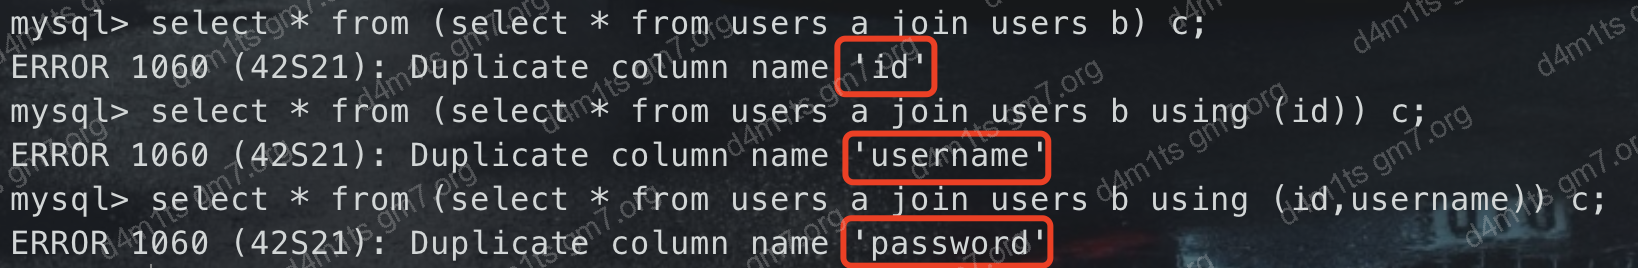 mysql> select * from (select * from users a join users b) c;
ERROR 1060 (42S21): Duplicate column name 'id'
mysql> select * from (select * from users a join users b using (id)) c;
ERROR 1060 (42S21): Duplicate column name 'username'
mysql> select * from (select * from users a join users b using (id,username)) c;
ERROR 1060 (42S21): Duplicate column name 'password'
d4m1ts gm7.org